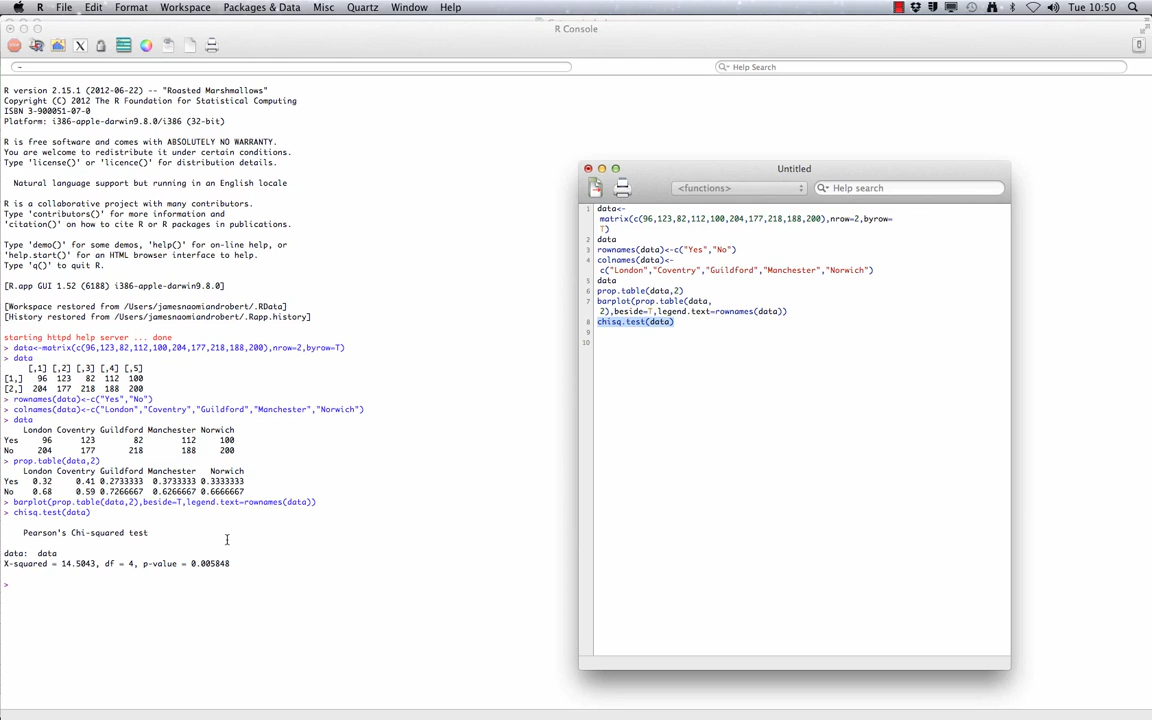 R File Edit Format Workspace Packages & Data Misc Quartz Window Help Tue 10:50
R Console
~ Help Search
R version 2.15.1 (2012-06-22) -- "Roasted Marshmallows"
Copyright (C) 2012 The R Foundation for Statistical Computing
ISBN 3-900051-07-0
Platform: i386-apple-darwin9.8.0/i386 (32-bit)
R is free software and comes with ABSOLUTELY NO WARRANTY.
You are welcome to redistribute it under certain conditions.
Type 'license()' or 'licence()' for distribution details.
Natural language support but running in an English locale
R is a collaborative project with many contributors.
Type 'contributors()' for more information and
'citation()' on how to cite R or R packages in publications.
Type 'demo()' for some demos, 'help()' for on-line help, or
'help.start()' for an HTML browser interface to help.
Type 'q()' to quit R.
[R.app GUI 1.52 (6188) i386-apple-darwin9.8.0]
[Workspace restored from /Users/jamesnaomiandrobert/.RData]
[History restored from /Users/jamesnaomiandrobert/.Rapp.history]
starting httpd help server ... done
> data<-matrix(c(96,123,82,112,100,204,177,218,188,200),nrow=2,byrow=T)
> data
[,1] [,2] [,3] [,4] [,5]
[1,] 96 123 82 112 100
[2,] 204 177 218 188 200
> rownames(data)<-c("Yes","No")
> colnames(data)<-c("London","Coventry","Guildford","Manchester","Norwich")
> data
London Coventry Guildford Manchester Norwich
Yes 96 123 82 112 100
No 204 177 218 188 200
> prop.table(data,2)
London Coventry Guildford Manchester Norwich
Yes 0.32 0.41 0.2733333 0.3733333 0.3333333
No 0.68 0.59 0.7266667 0.6266667 0.6666667
> barplot(prop.table(data,2),beside=T,legend.text=rownames(data))
> chisq.test(data)
Pearson's Chi-squared test
data: data
X-squared = 14.5043, df = 4, p-value = 0.005848
>
Untitled
<functions> Help search
1 data<-
matrix(c(96,123,82,112,100,204,177,218,188,200),nrow=2,byrow=
T)
2 data
3 rownames(data)<-c("Yes","No")
4 colnames(data)<-
c("London","Coventry","Guildford","Manchester","Norwich")
5 data
6 prop.table(data,2)
7 barplot(prop.table(data,
2),beside=T,legend.text=rownames(data))
8 chisq.test(data)
9
10